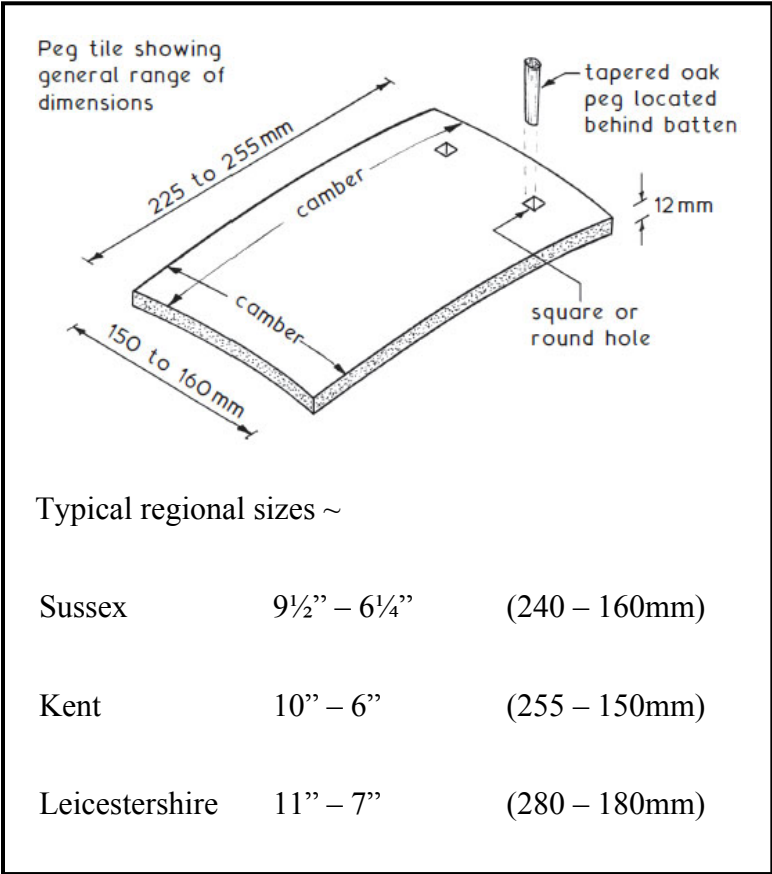 Peg tile showing
general range of
dimensions
tapered oak
peg located
behind batten
225 to 255mm
camber
12mm
camber
square or
round hole
150 to 160mm
Typical regional sizes ~
Sussex 9½” – 6¼” (240 – 160mm)
Kent 10” – 6” (255 – 150mm)
Leicestershire 11” – 7” (280 – 180mm)